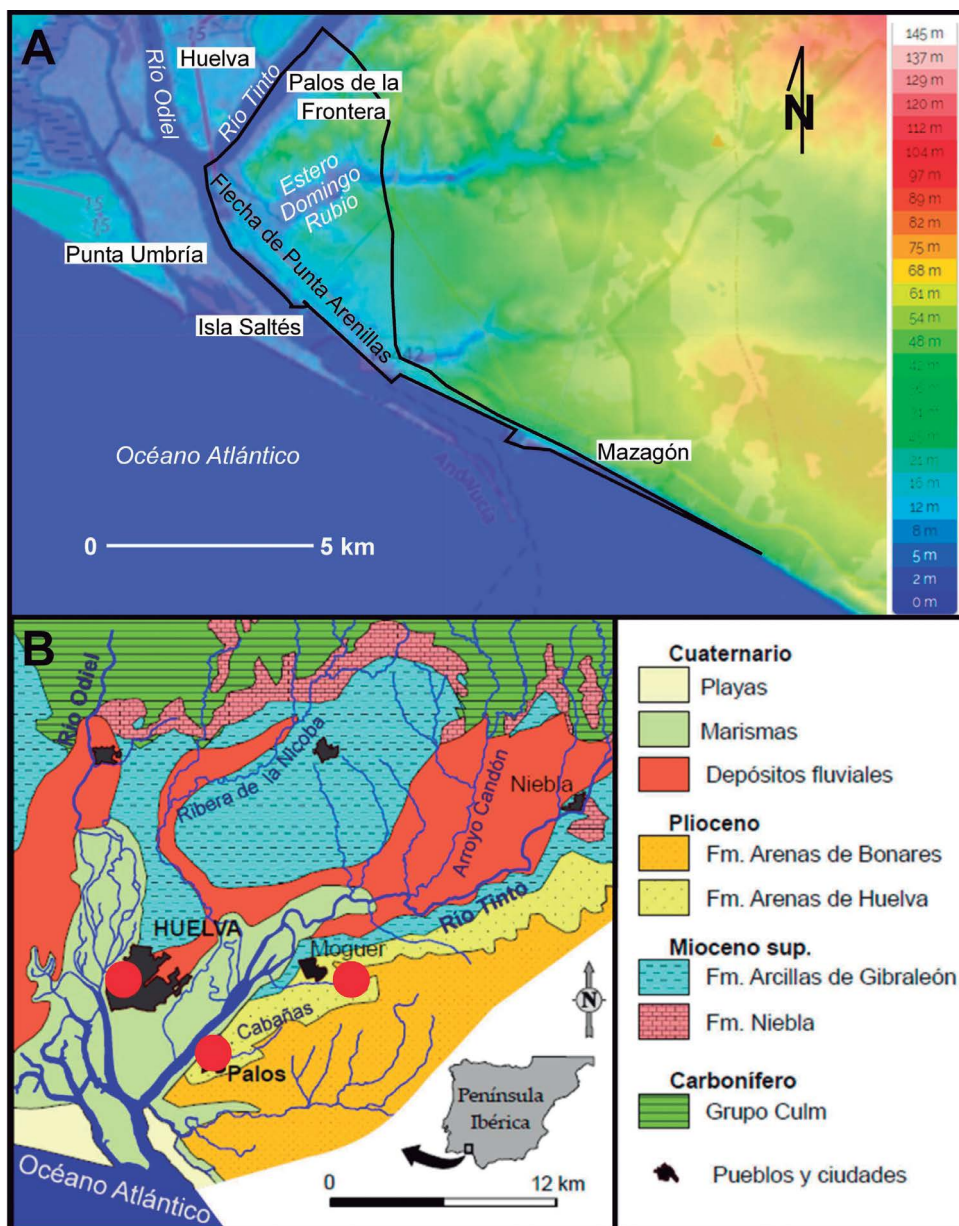 A
Río Odiel
Huelva
Río Tinto
Palos de la
Frontera
N
Estero
Domingo
Rubio
Flecha de Punta Arenillas
Punta Umbría
Isla Saltés
Océano Atlántico
Mazagón
Andalucía
0
5 km
15
15
15
145 m
137 m
129 m
120 m
112 m
104 m
97 m
89 m
82 m
75 m
68 m
61 m
54 m
48 m
21 m
16 m
12 m
8 m
5 m
2 m
0 m
B
Río Odiel
Ribera de la Nicoba
Arroyo Candón
Niebla
Río Tinto
HUELVA
Moguer
Cabañas
Palos
N
Península
Ibérica
Océano Atlántico
0
12 km
Cuaternario
Playas
Marismas
Depósitos fluviales
Plioceno
Fm. Arenas de Bonares
Fm. Arenas de Huelva
Mioceno sup.
Fm. Arcillas de Gibraleón
Fm. Niebla
Carbonífero
Grupo Culm
Pueblos y ciudades